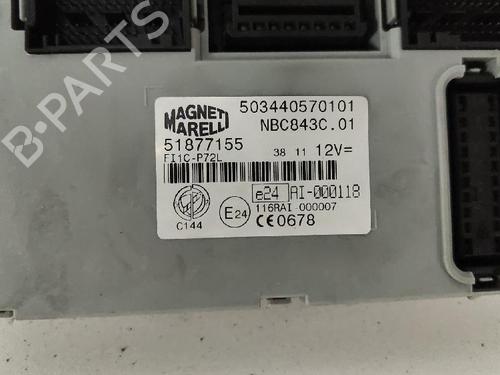 MAGNETI MARELLI
503440570101
NBC843C.01
51877155
FI1C-P72L
38 11 12V=
e24 AI-000118
116RAI 000007
C144
E24
CE0678
B-PARTS